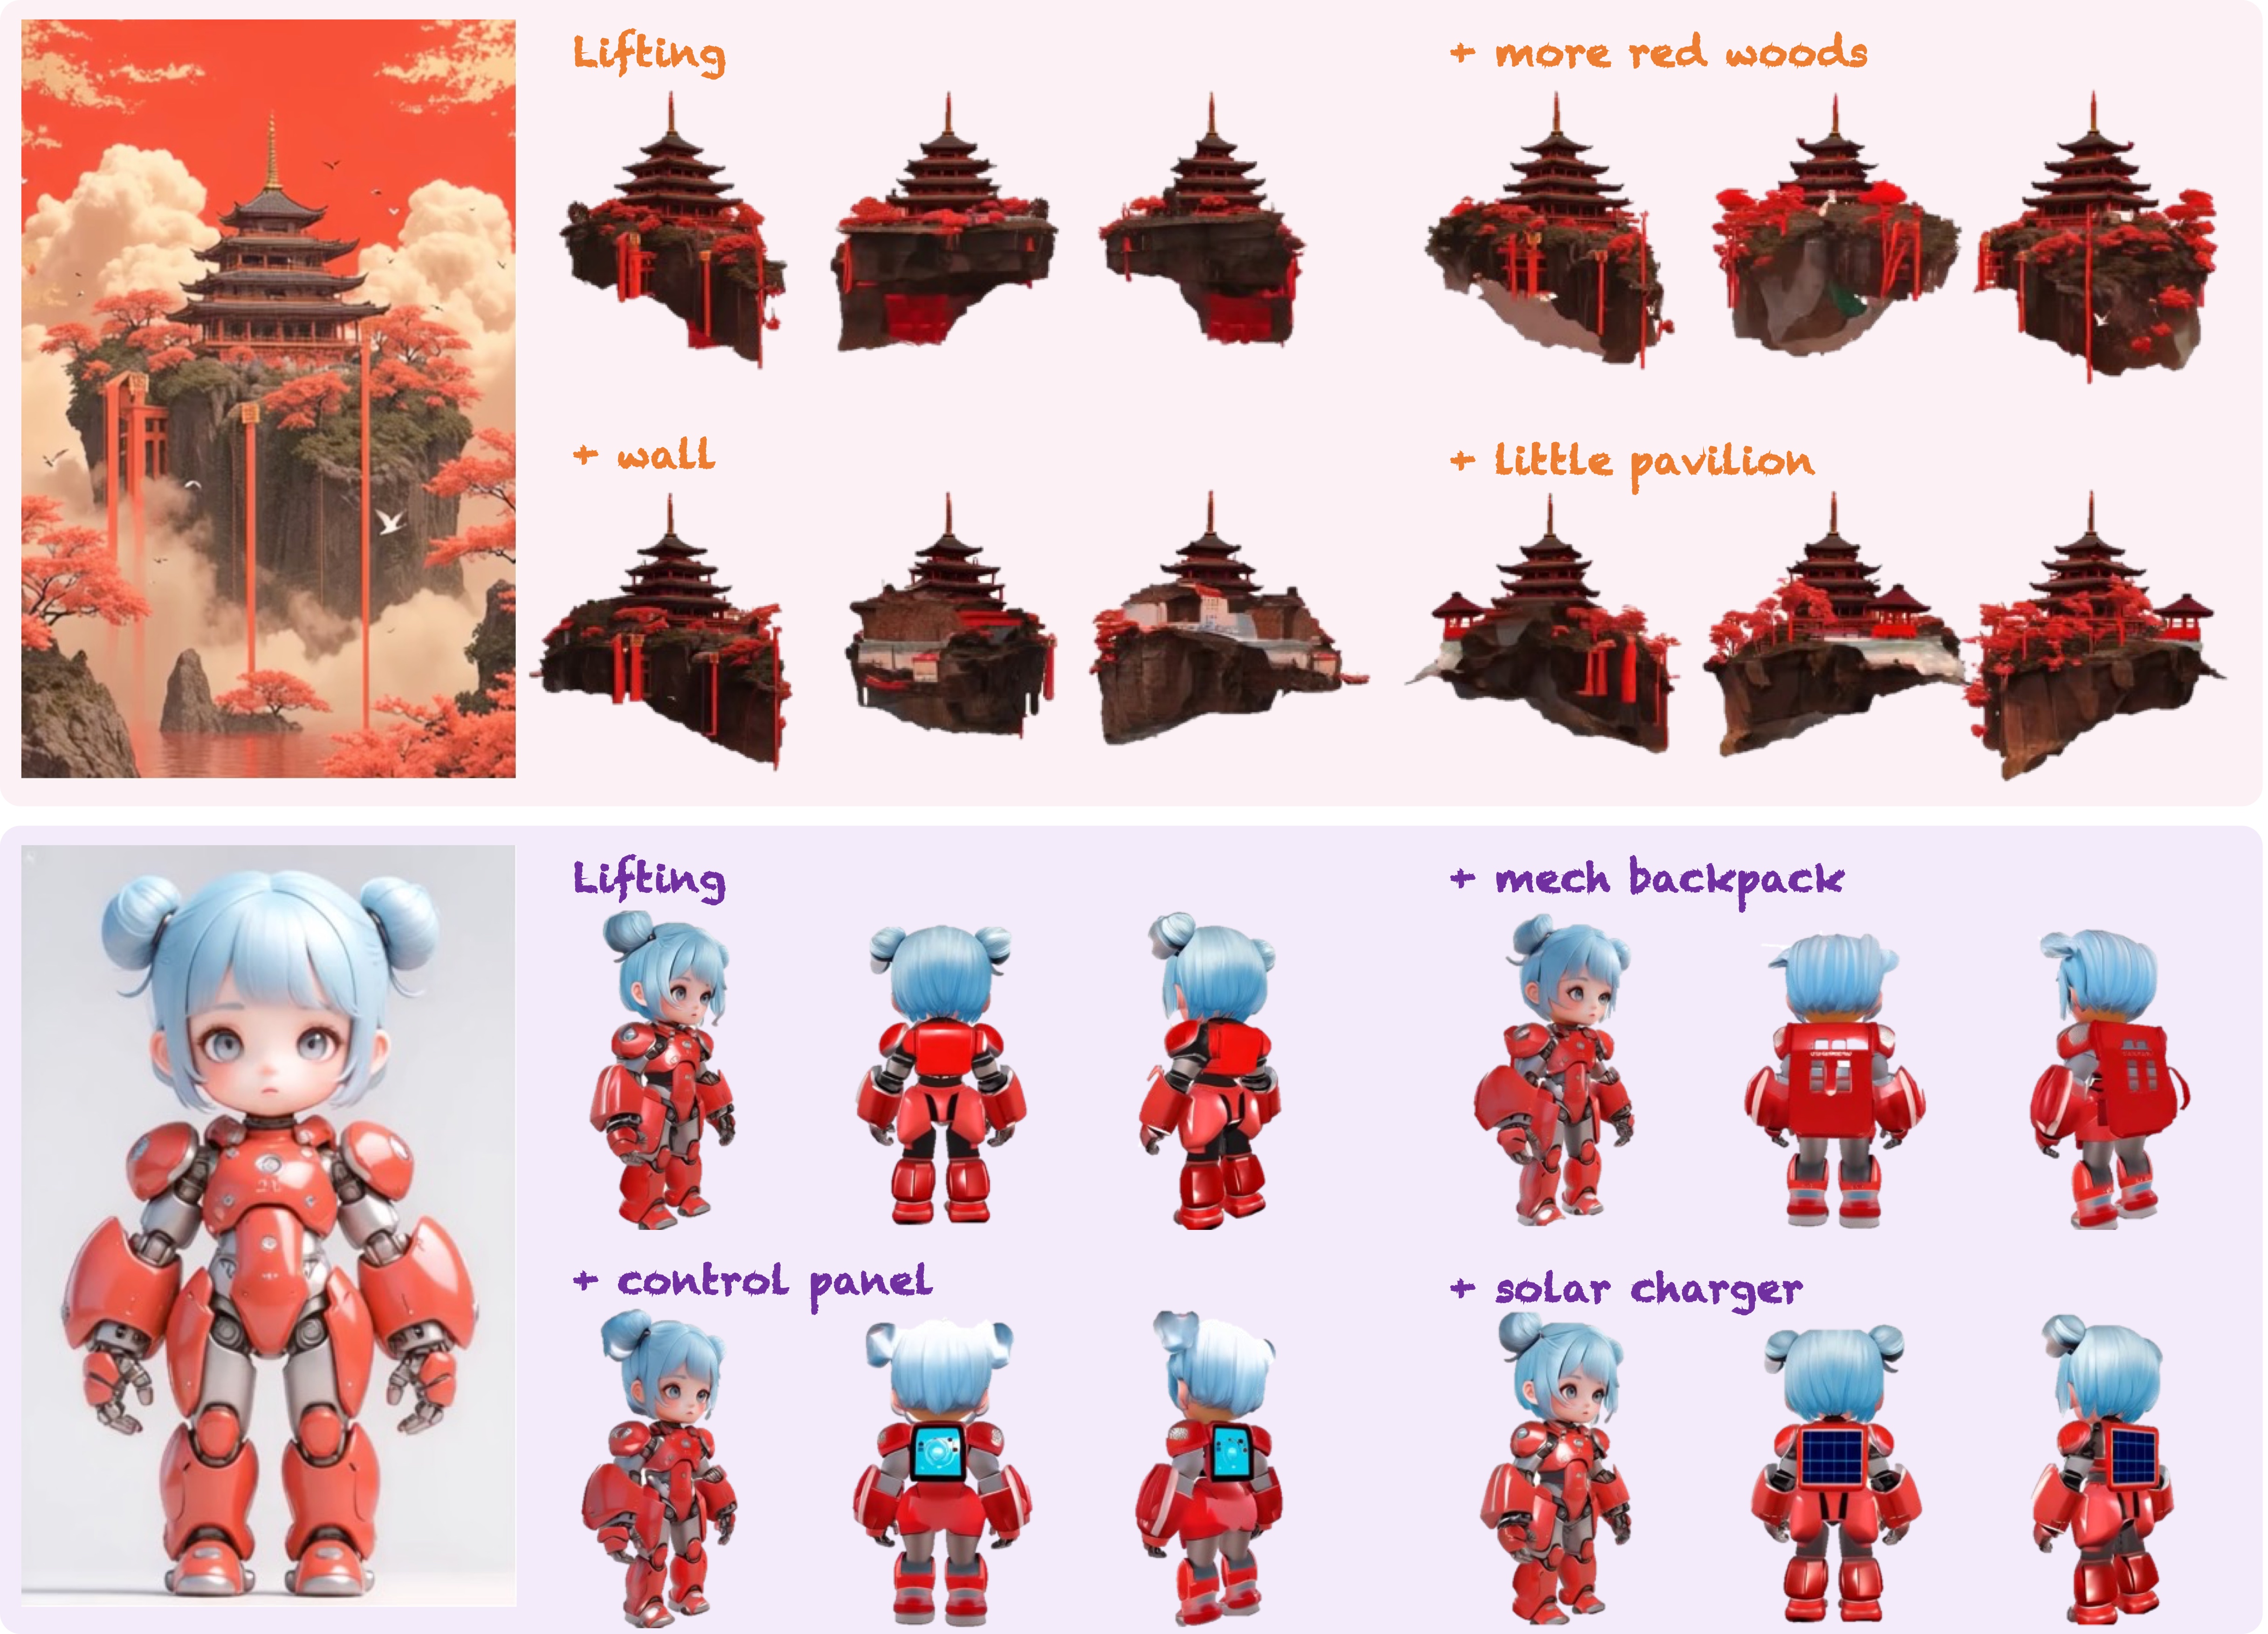 Lifting
+ more red woods
+ wall
+ little pavilion
Lifting
+ mech backpack
+ control panel
+ solar charger